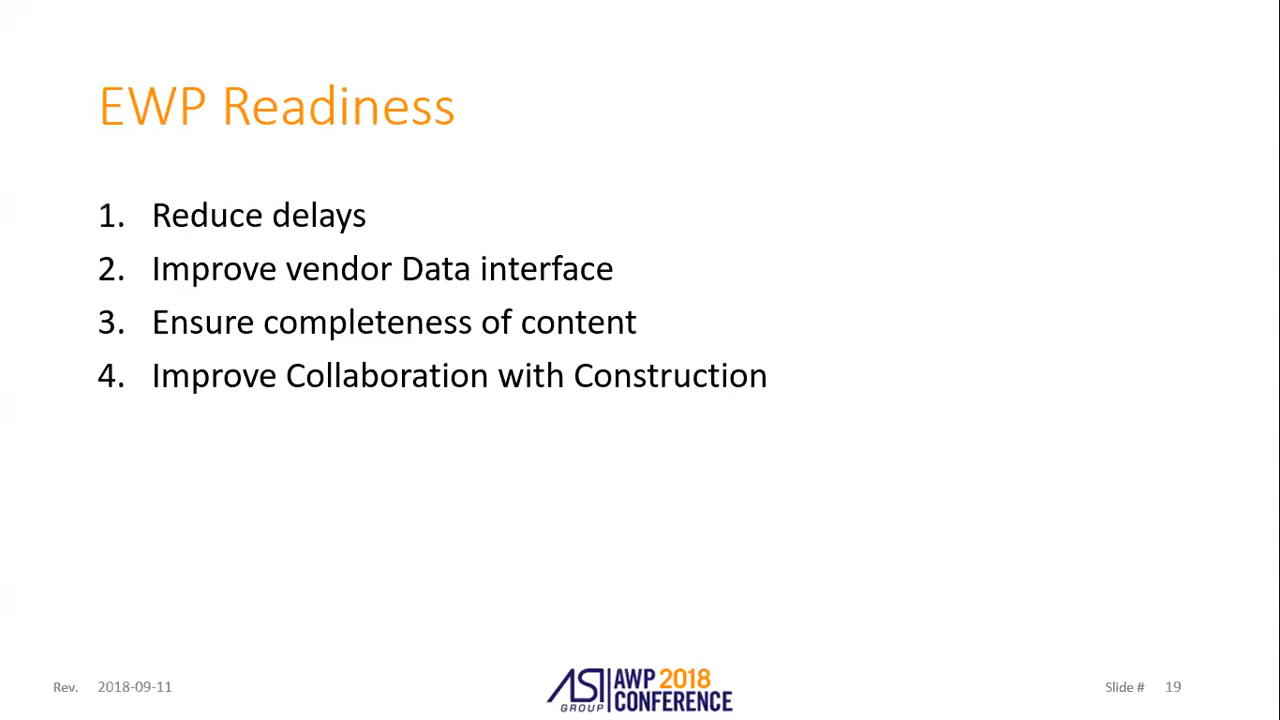 EWP Readiness
1. Reduce delays
2. Improve vendor Data interface
3. Ensure completeness of content
4. Improve Collaboration with Construction
Rev. 2018-09-11
ASI GROUP
AWP 2018
CONFERENCE
Slide # 19